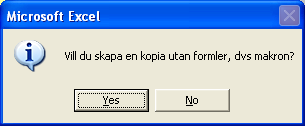 Microsoft Excel
Vill du skapa en kopia utan formler, dvs makron?
Yes
No